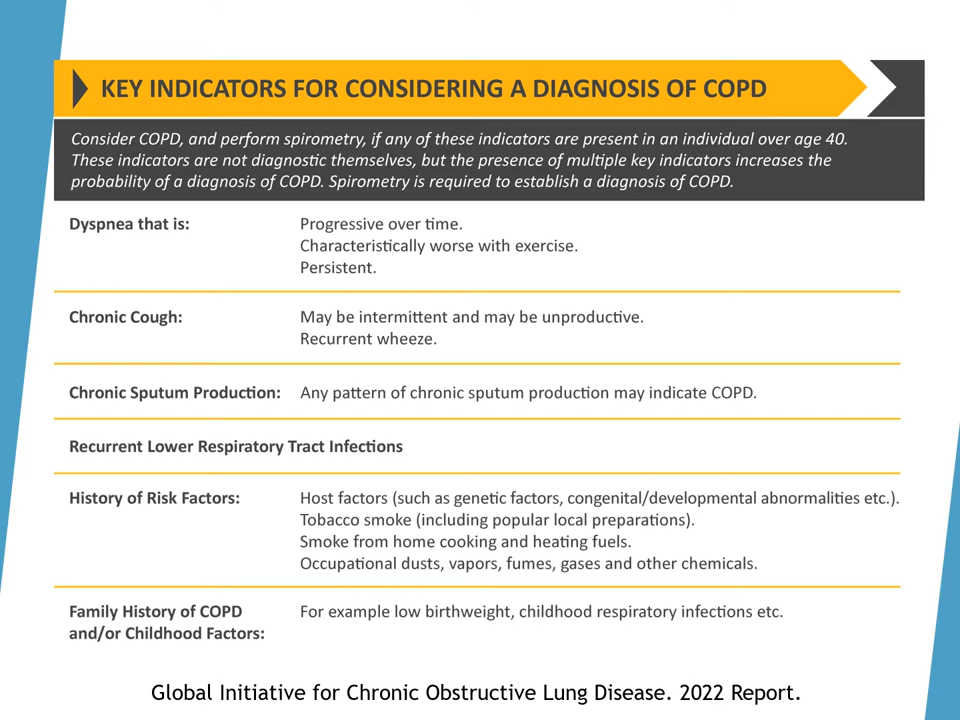 KEY INDICATORS FOR CONSIDERING A DIAGNOSIS OF COPD
Consider COPD, and perform spirometry, if any of these indicators are present in an individual over age 40.
These indicators are not diagnostic themselves, but the presence of multiple key indicators increases the
probability of a diagnosis of COPD. Spirometry is required to establish a diagnosis of COPD.
Dyspnea that is: Progressive over time.
Characteristically worse with exercise.
Persistent.
Chronic Cough: May be intermittent and may be unproductive.
Recurrent wheeze.
Chronic Sputum Production: Any pattern of chronic sputum production may indicate COPD.
Recurrent Lower Respiratory Tract Infections
History of Risk Factors: Host factors (such as genetic factors, congenital/developmental abnormalities etc.).
Tobacco smoke (including popular local preparations).
Smoke from home cooking and heating fuels.
Occupational dusts, vapors, fumes, gases and other chemicals.
Family History of COPD For example low birthweight, childhood respiratory infections etc.
and/or Childhood Factors:
Global Initiative for Chronic Obstructive Lung Disease. 2022 Report.